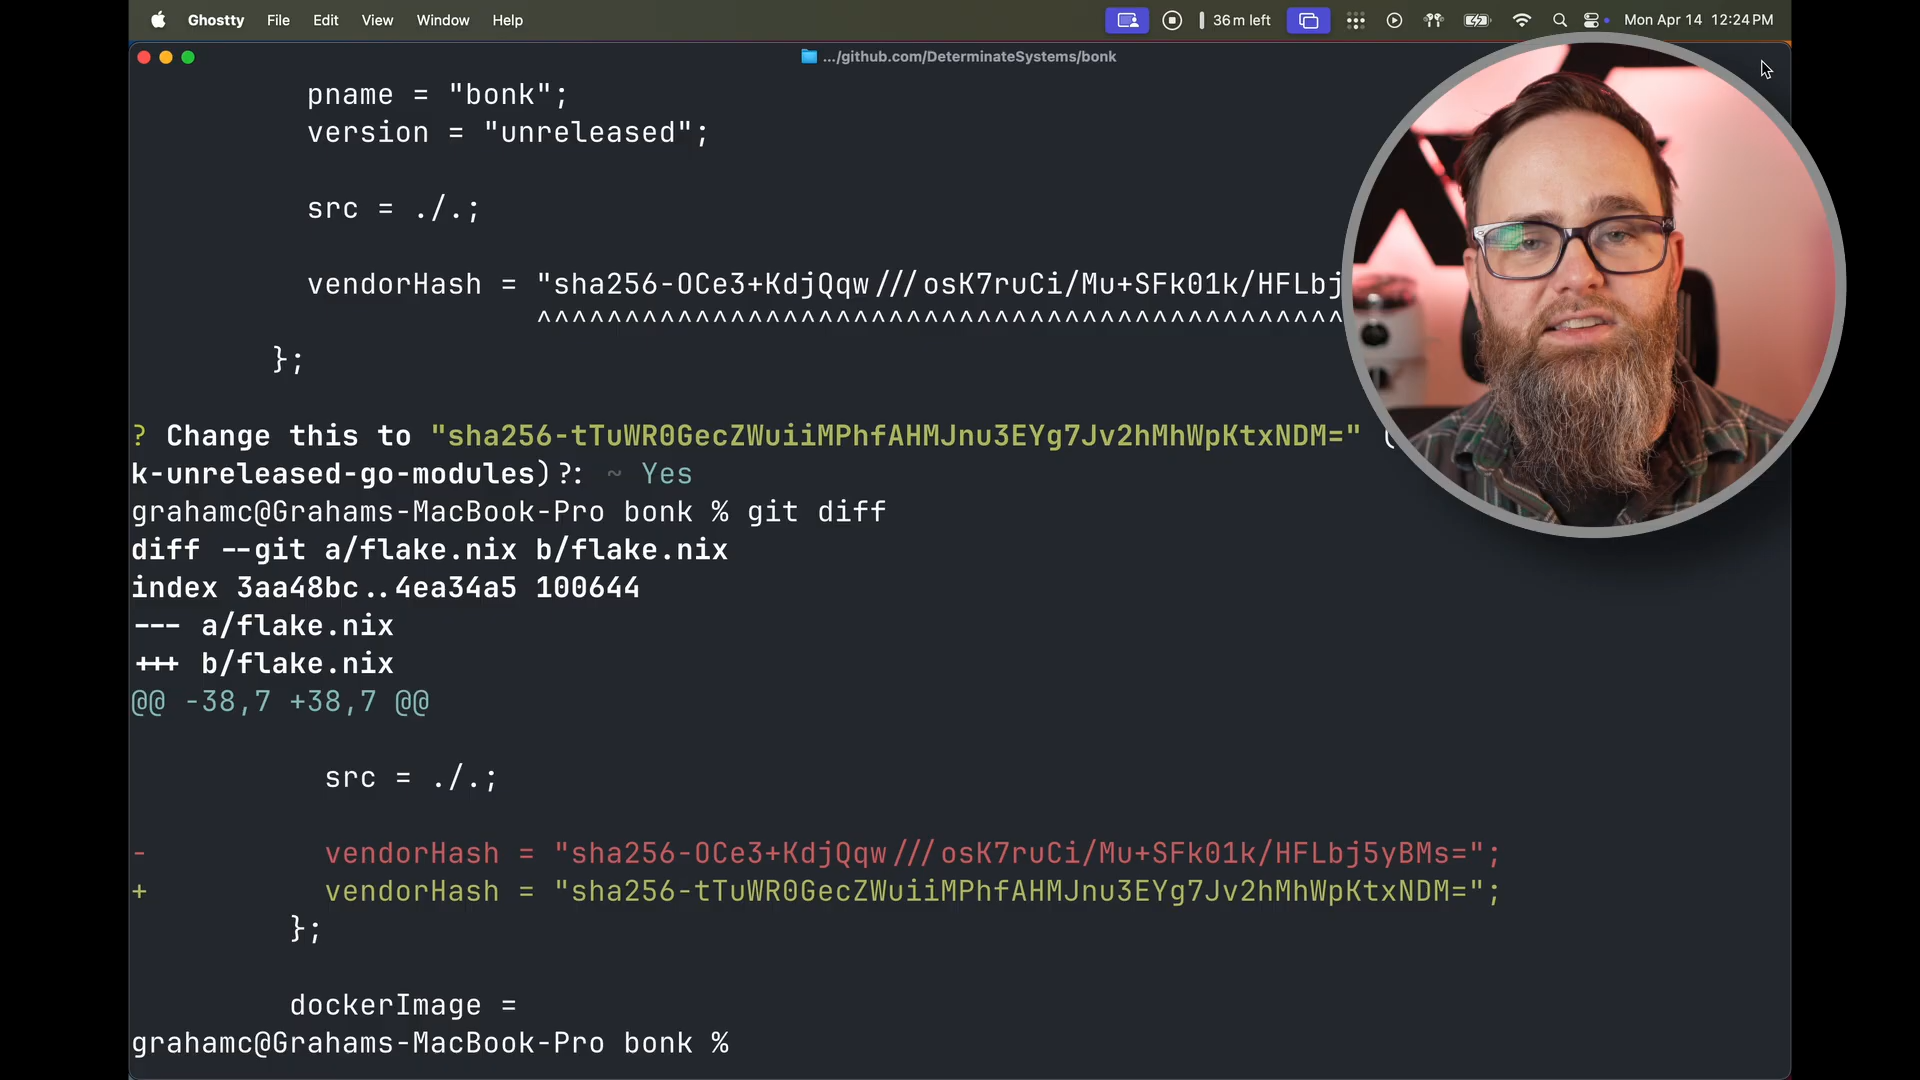 Ghostty File Edit View Window Help 36m left Mon Apr 14 12:24 PM
.../github.com/DeterminateSystems/bonk
pname = "bonk";
version = "unreleased";
src = ./.;
vendorHash = "sha256-OCe3+KdjQqw///osK7ruCi/Mu+SFk01k/HFLbj
^^^^^^^^^^^^^^^^^^^^^^^^^^^^^^^^^^^^^^^^^^^^^^
};
? Change this to "sha256-tTuWR0GecZWuiiMPhfAHMJnu3EYg7Jv2hMhWpKtxNDM=" (
k-unreleased-go-modules)?: ~ Yes
grahamc@Grahams-MacBook-Pro bonk % git diff
diff --git a/flake.nix b/flake.nix
index 3aa48bc..4ea34a5 100644
--- a/flake.nix
+++ b/flake.nix
@@ -38,7 +38,7 @@
src = ./.;
- vendorHash = "sha256-OCe3+KdjQqw///osK7ruCi/Mu+SFk01k/HFLbj5yBMs=";
+ vendorHash = "sha256-tTuWR0GecZWuiiMPhfAHMJnu3EYg7Jv2hMhWpKtxNDM=";
};
dockerImage =
grahamc@Grahams-MacBook-Pro bonk %